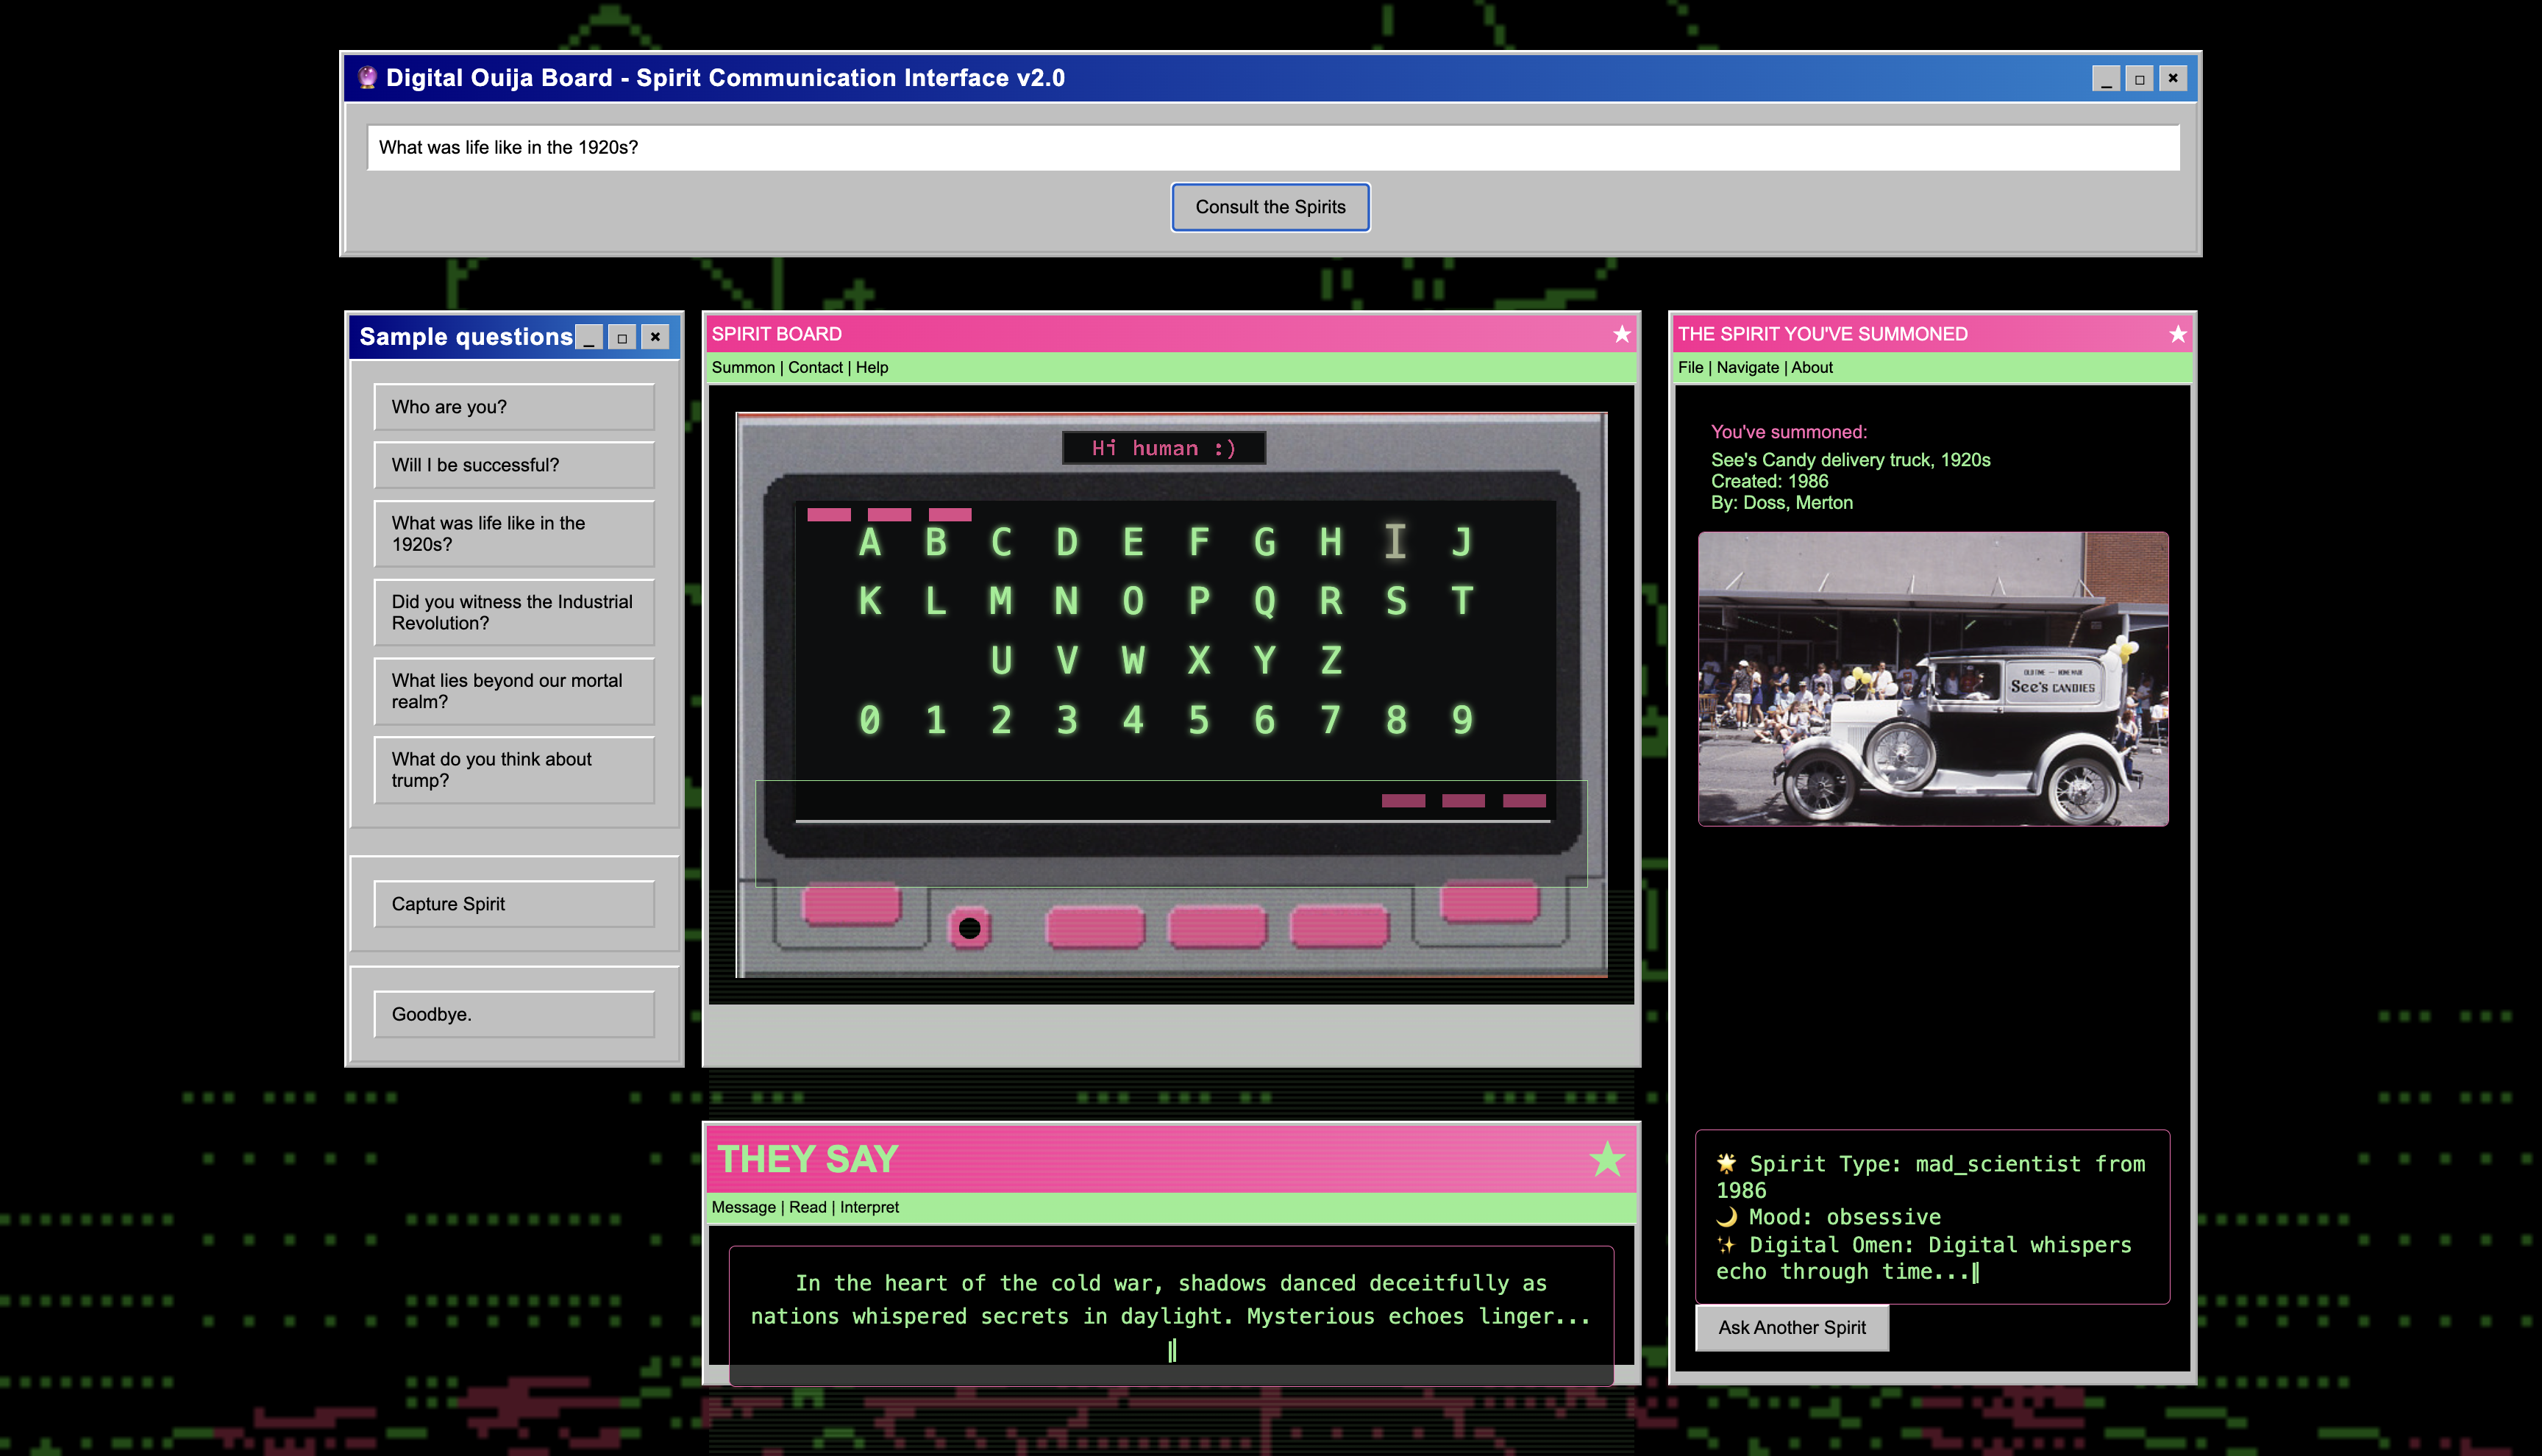 🔮 Digital Ouija Board - Spirit Communication Interface v2.0
What was life like in the 1920s?
Consult the Spirits
Sample questions
Who are you?
Will I be successful?
What was life like in the
1920s?
Did you witness the Industrial
Revolution?
What lies beyond our mortal
realm?
What do you think about
trump?
Capture Spirit
Goodbye.
SPIRIT BOARD
Summon | Contact | Help
Hi human :)
A B C D E F G H I J
K L M N O P Q R S T
U V W X Y Z
0 1 2 3 4 5 6 7 8 9
THEY SAY
Message | Read | Interpret
In the heart of the cold war, shadows danced deceitfully as
nations whispered secrets in daylight. Mysterious echoes linger...
THE SPIRIT YOU'VE SUMMONED
File | Navigate | About
You've summoned:
See's Candy delivery truck, 1920s
Created: 1986
By: Doss, Merton
OLD TIME — HOME MADE
See's CANDIES
🌟 Spirit Type: mad_scientist from
1986
🌙 Mood: obsessive
✨ Digital Omen: Digital whispers
echo through time...
Ask Another Spirit